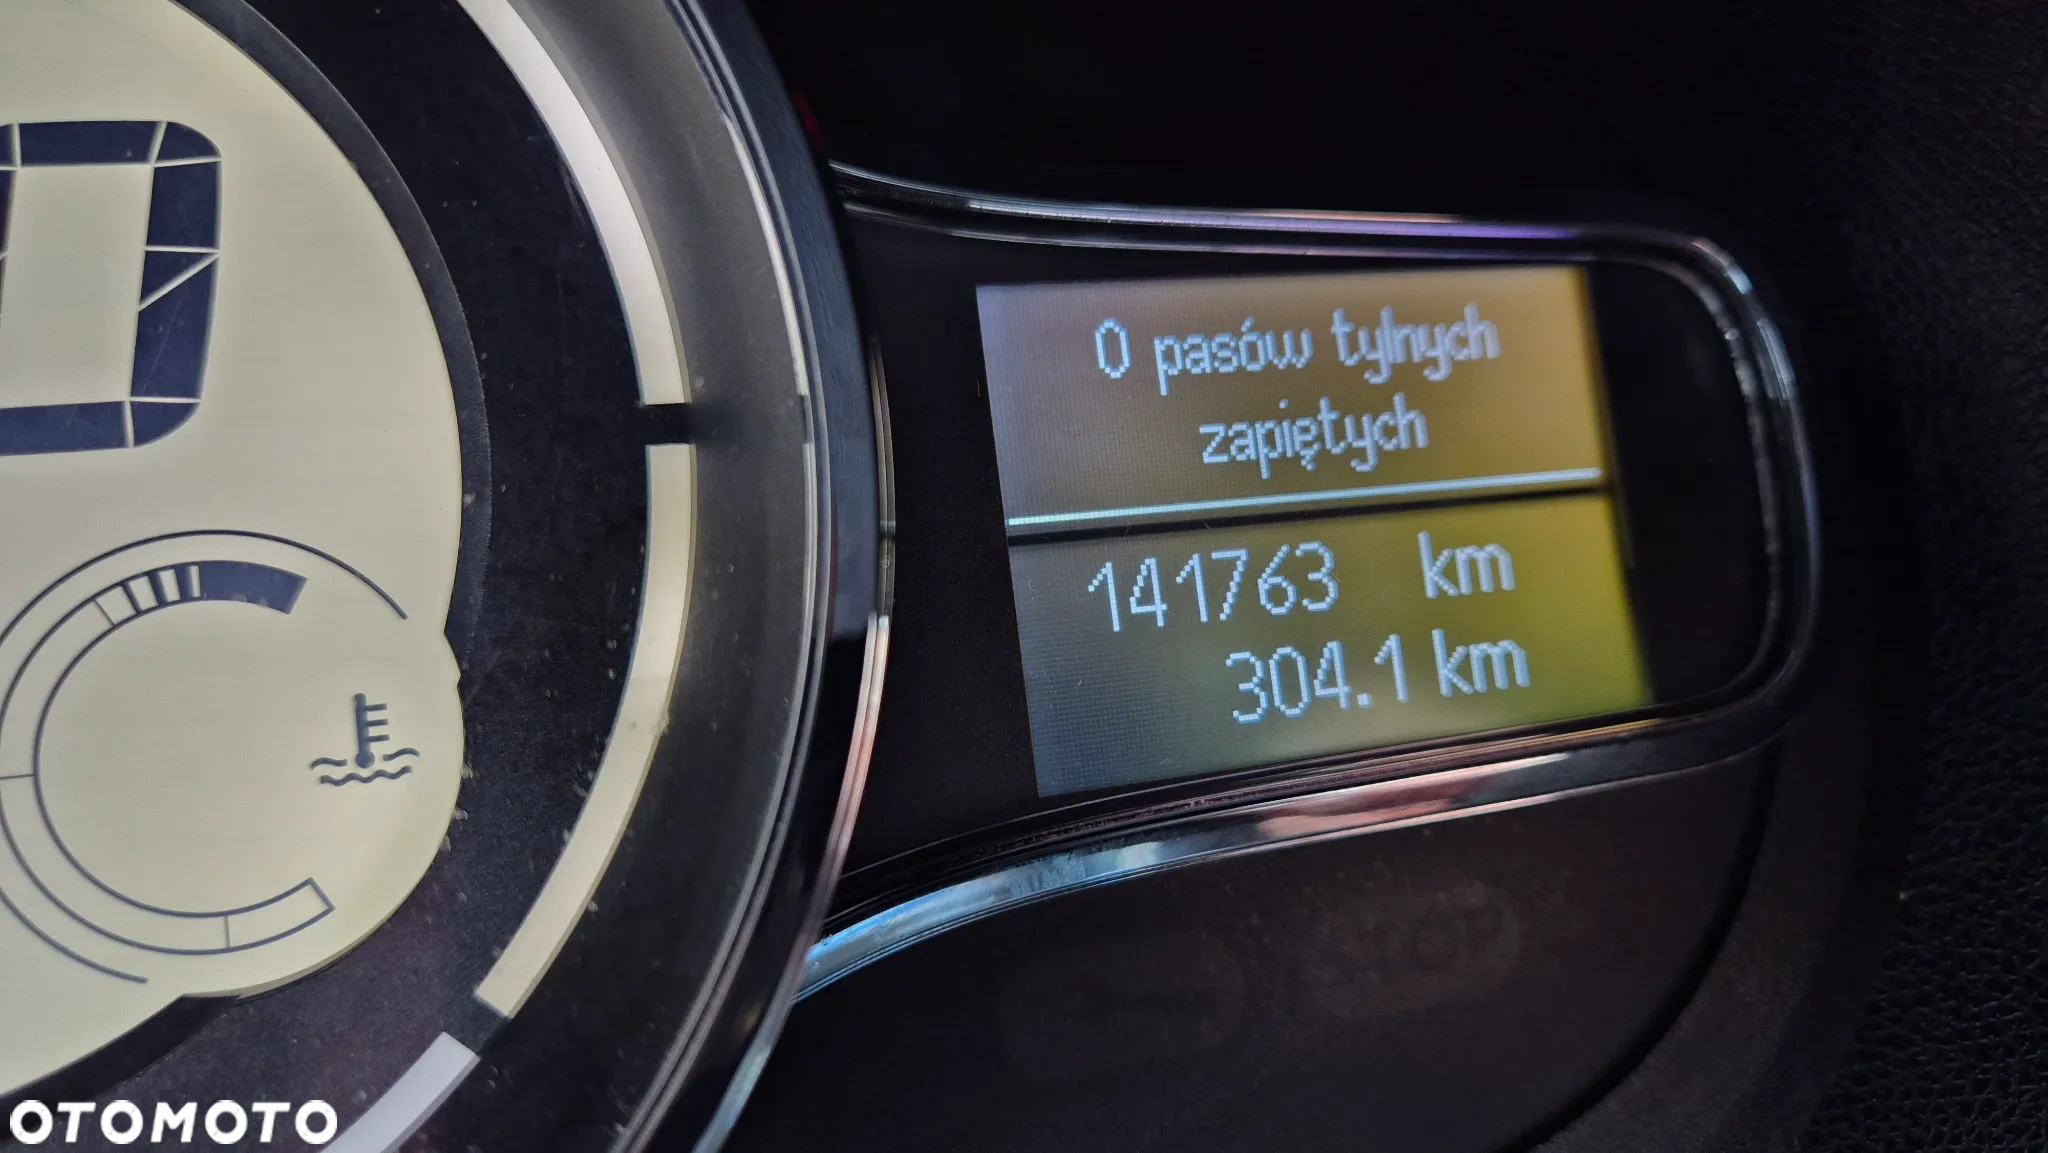 0 pasów tylnych
zapiętych
141763 km
304.1 km
OTOMOTO